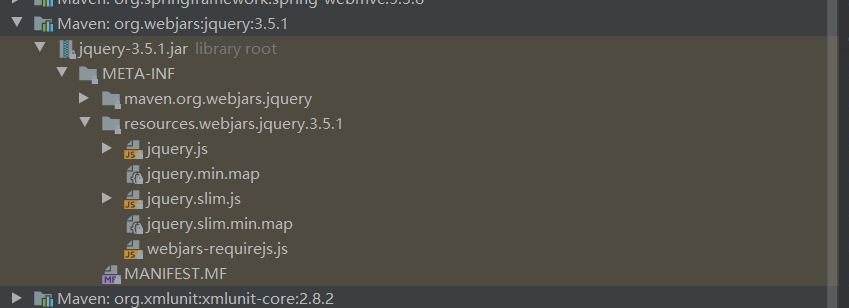 Maven: org.springframework:spring-webmvc:5.3.8
Maven: org.webjars:jquery:3.5.1
jquery-3.5.1.jar library root
META-INF
maven.org.webjars.jquery
resources.webjars.jquery.3.5.1
jquery.js
jquery.min.map
jquery.slim.js
jquery.slim.min.map
webjars-requirejs.js
MANIFEST.MF
Maven: org.xmlunit:xmlunit-core:2.8.2